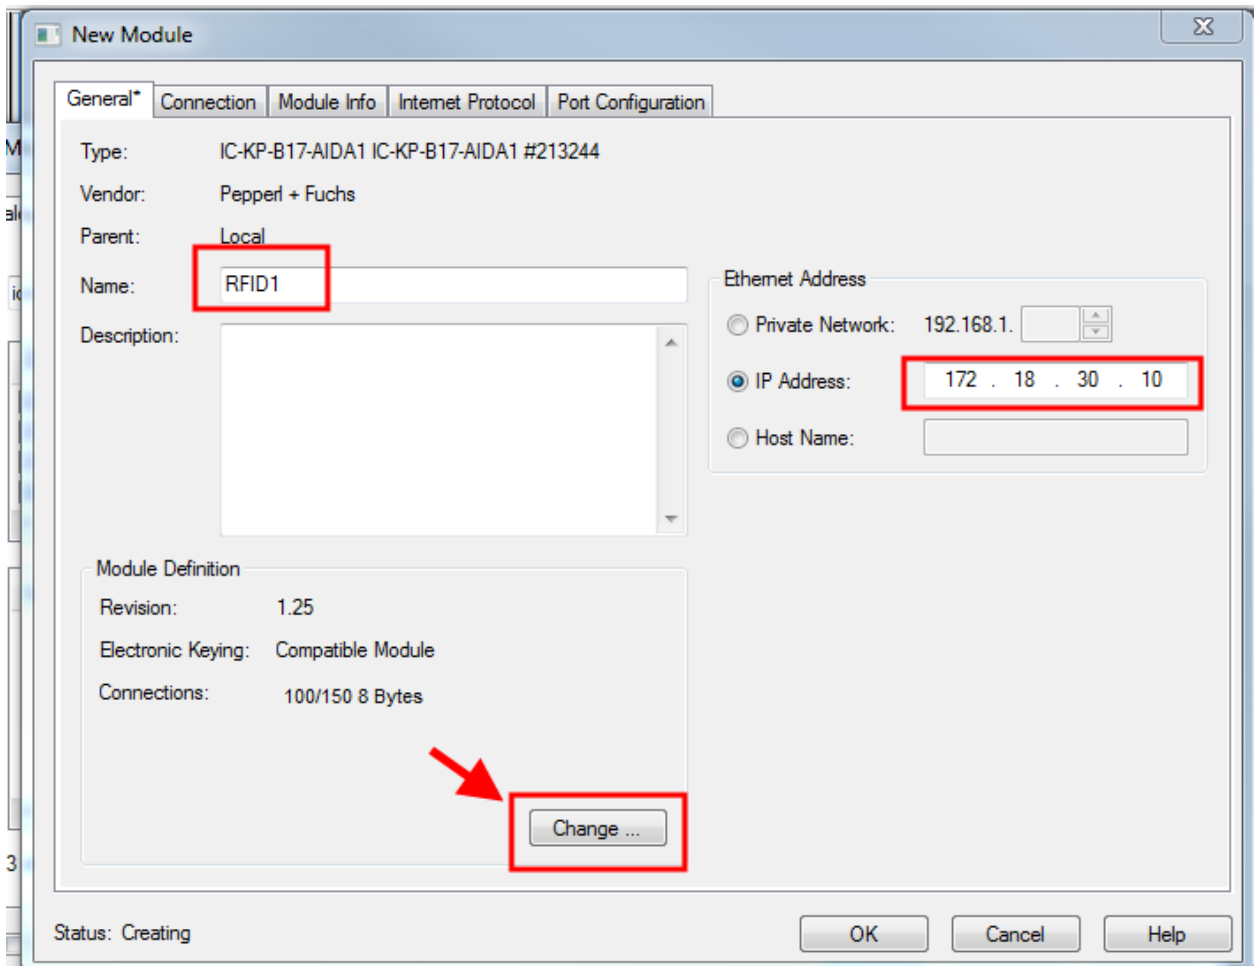 New Module
General* Connection Module Info Internet Protocol Port Configuration
Type: IC-KP-B17-AIDA1 IC-KP-B17-AIDA1 #213244
Vendor: Pepperl + Fuchs
Parent: Local
Name: RFID1
Description:
Ethernet Address
Private Network: 192.168.1.
IP Address: 172 . 18 . 30 . 10
Host Name:
Module Definition
Revision: 1.25
Electronic Keying: Compatible Module
Connections: 100/150 8 Bytes
Change ...
3
Status: Creating
OK Cancel Help